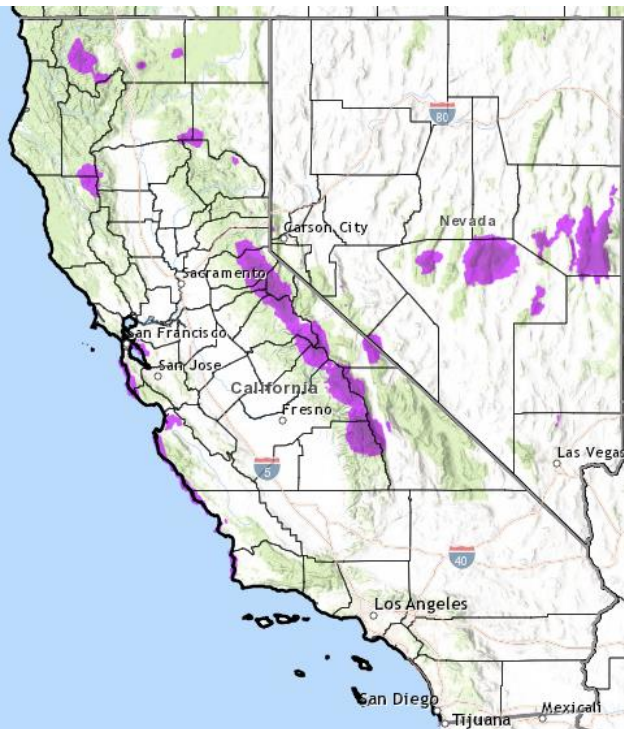 80
Nevada
Carson City
Sacramento
San Francisco
San Jose
California
Fresno
5
Las Vegas
40
Los Angeles
San Diego
Tijuana
Mexicali